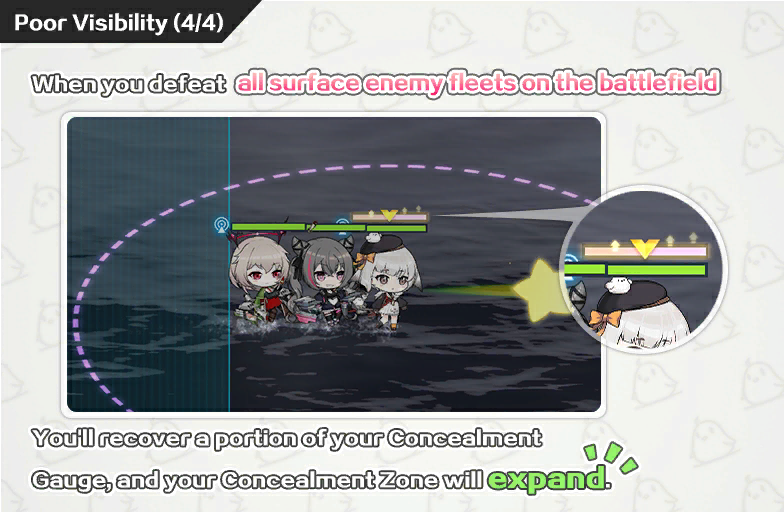 Poor Visibility (4/4)
When you defeat all surface enemy fleets on the battlefield
You'll recover a portion of your Concealment
Gauge, and your Concealment Zone will expand.